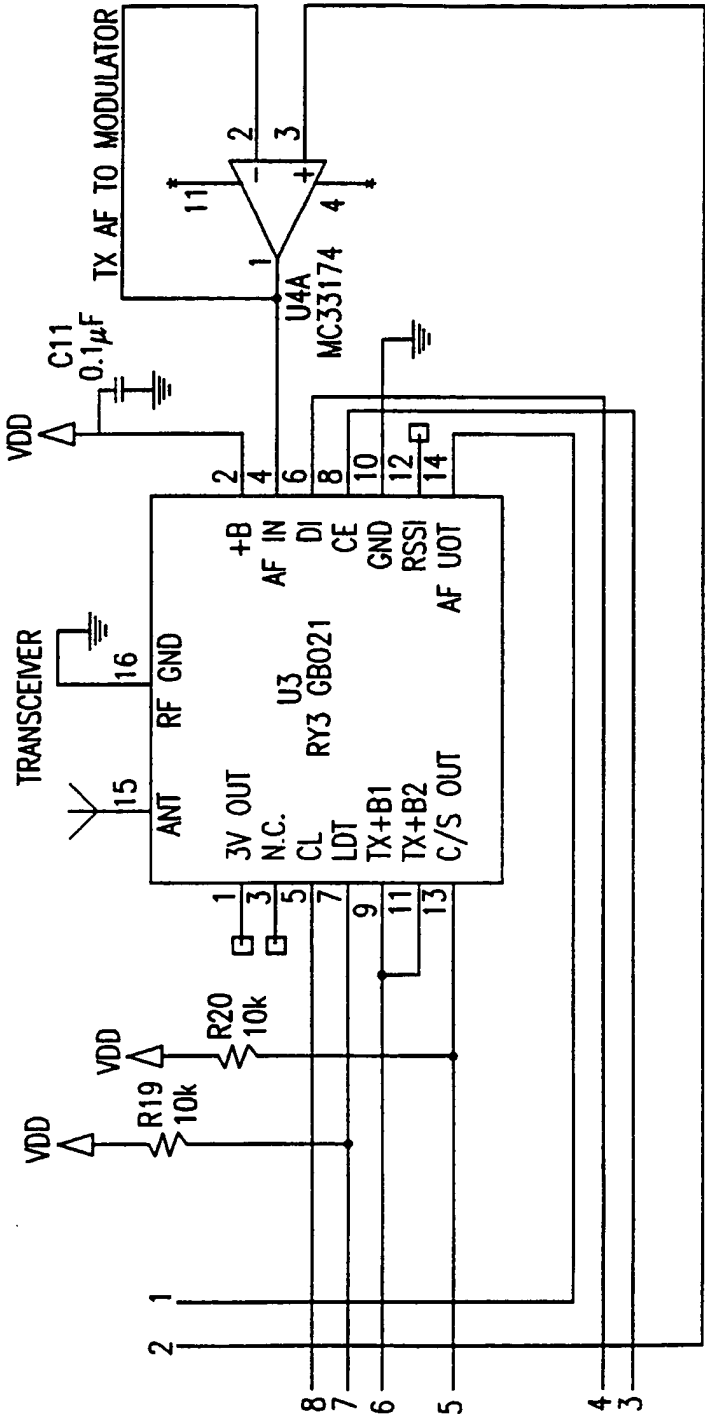 TX AF TO MODULATOR
2
3
11
4
-
+
1
U4A
MC33174
C11
0.1µF
VDD
2
4
6
8
10
12
14
+B
AF IN
DI
CE
GND
RSSI
AF UOT
TRANSCEIVER
16
RF GND
15
ANT
U3
RY3 GB021
3V OUT
N.C.
CL
LDT
TX+B1
TX+B2
C/S OUT
1
3
5
7
9
11
13
VDD
R20
10k
VDD
R19
10k
1
2
8
7
6
5
4
3